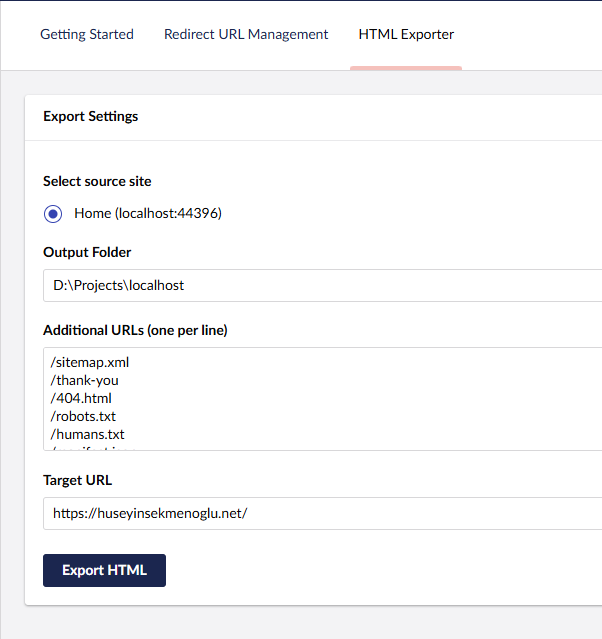 Getting Started Redirect URL Management HTML Exporter
Export Settings
Select source site
Home (localhost:44396)
Output Folder
D:\Projects\localhost
Additional URLs (one per line)
/sitemap.xml
/thank-you
/404.html
/robots.txt
/humans.txt
Target URL
https://huseyinsekmenoglu.net/
Export HTML